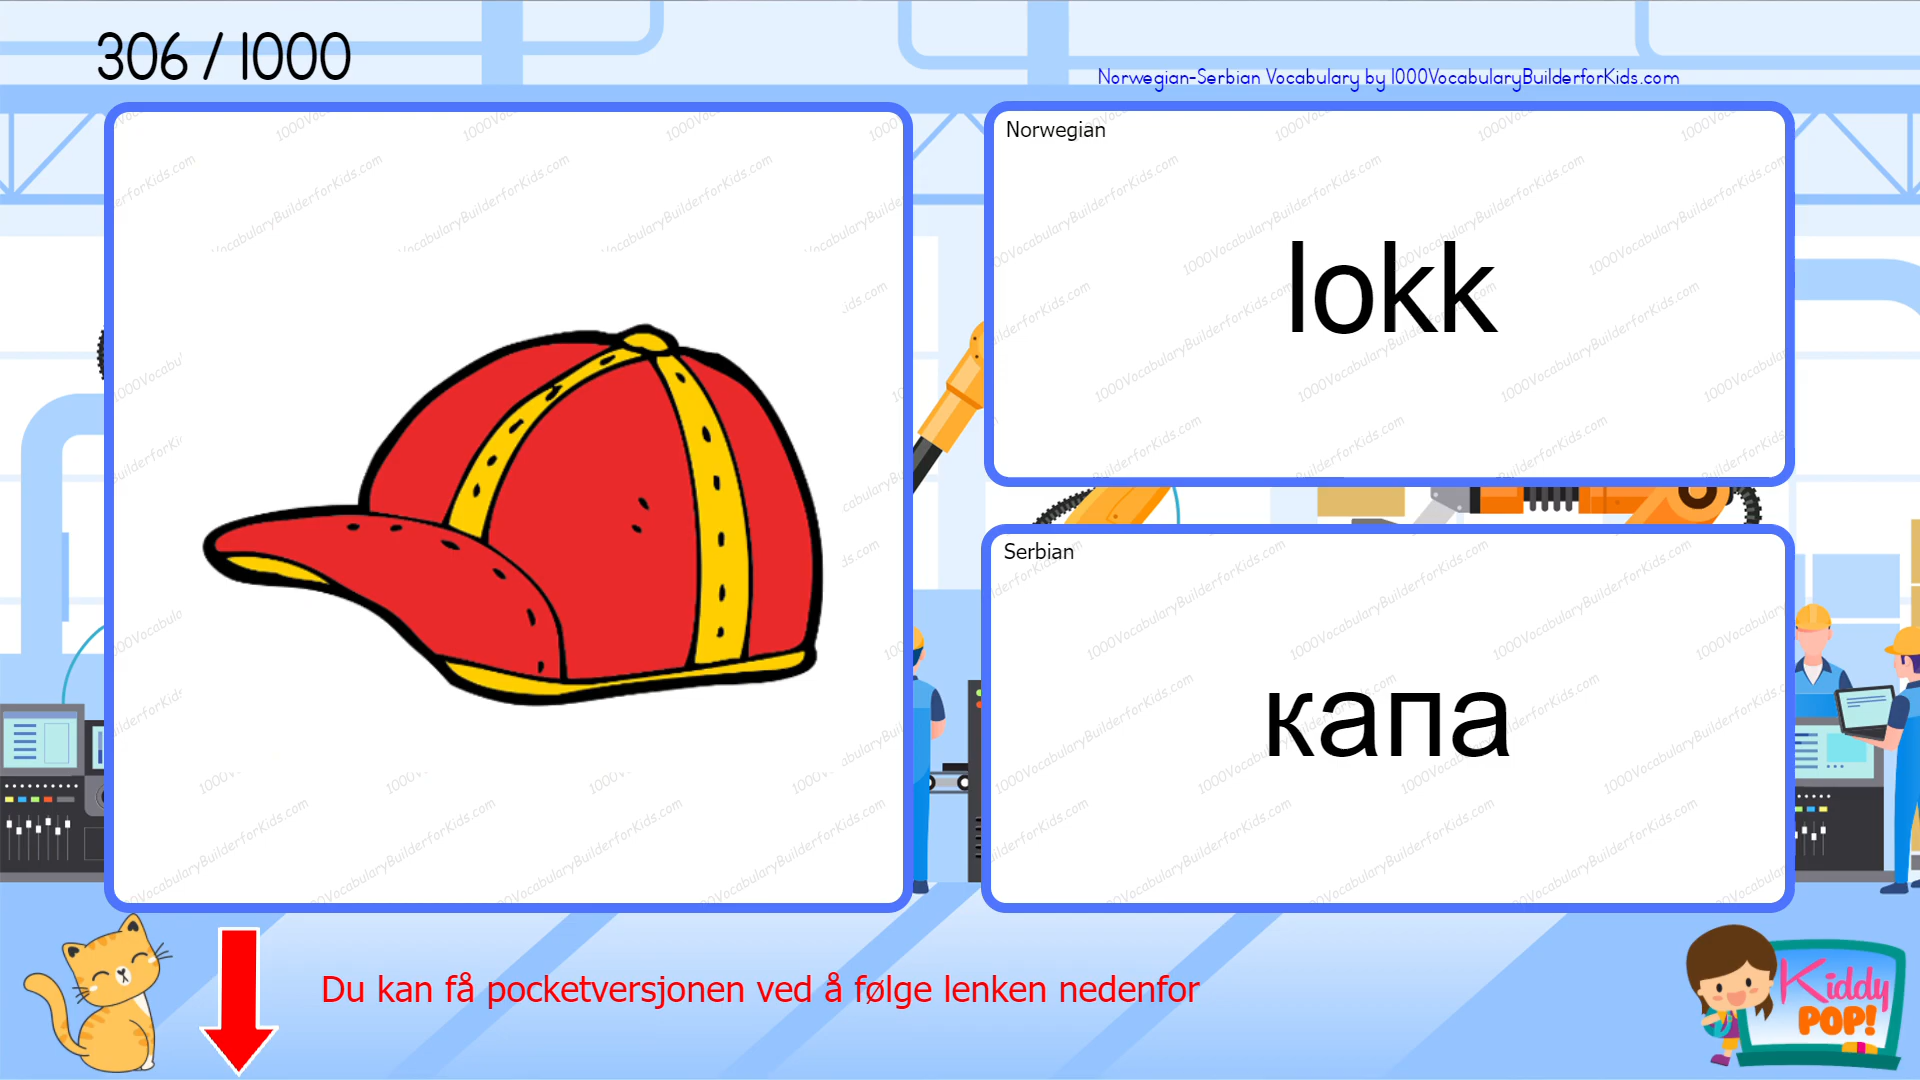 306 / 1000
Norwegian-Serbian Vocabulary by 1000VocabularyBuilderforKids.com
Norwegian
lokk
Serbian
капа
Du kan få pocketversjonen ved å følge lenken nedenfor
Kiddy
POP!